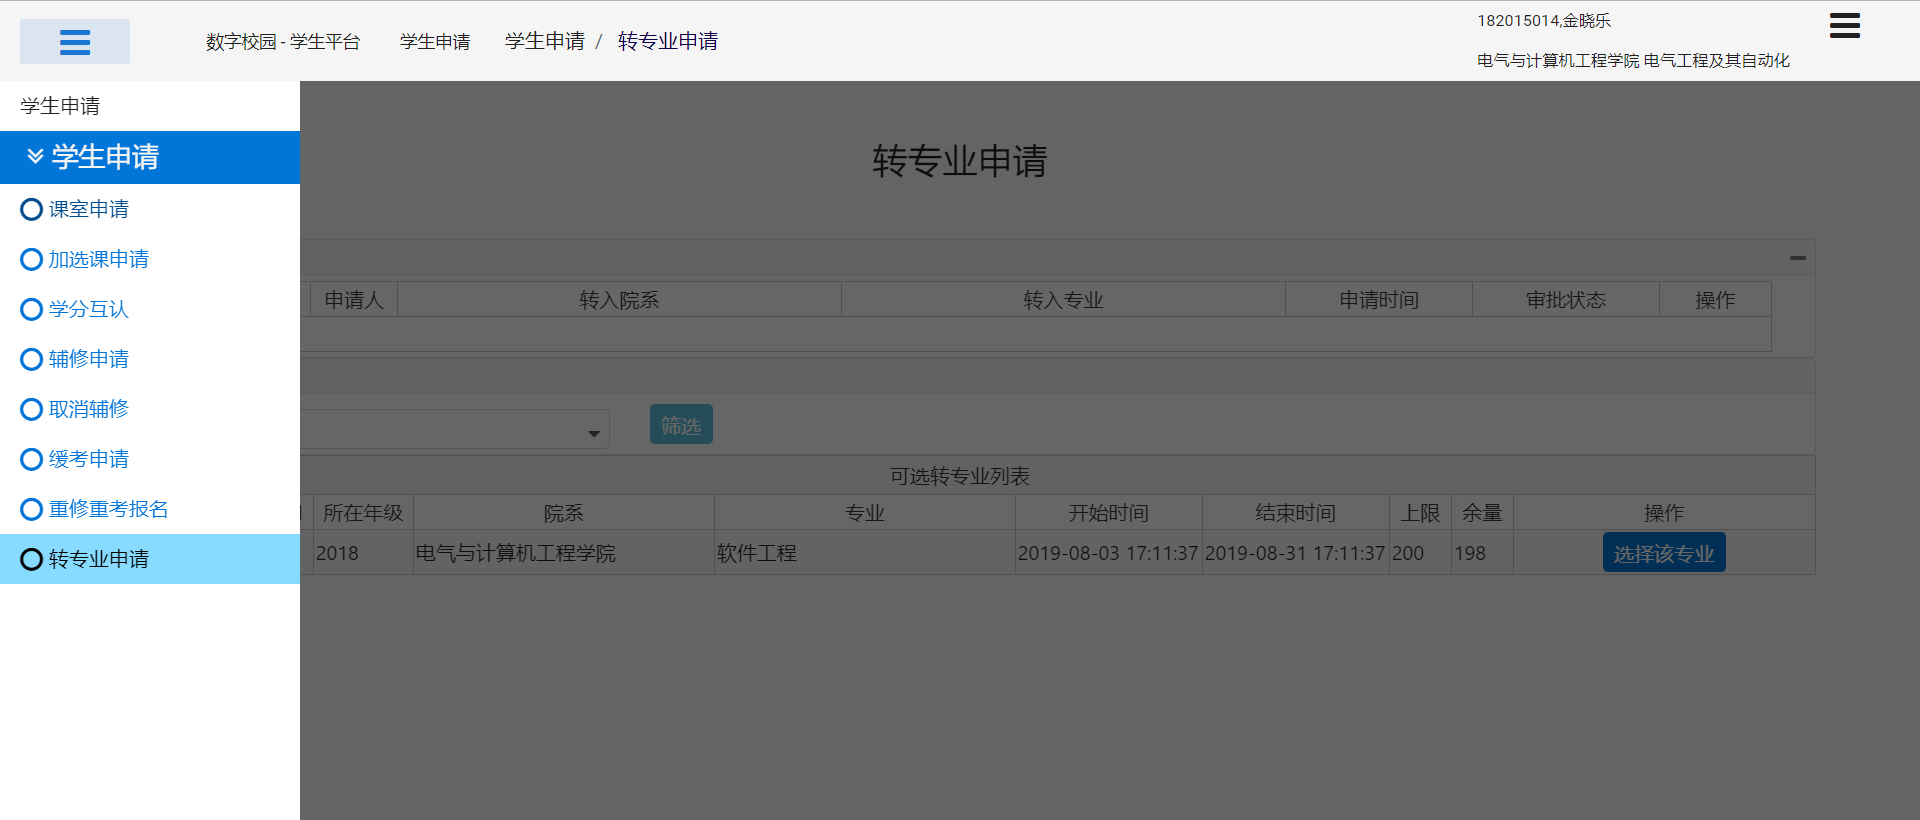 数字校园 - 学生平台 学生申请 学生申请 / 转专业申请
182015014,金晓乐
电气与计算机工程学院 电气工程及其自动化
学生申请
学生申请
课室申请
加选课申请
学分互认
辅修申请
取消辅修
缓考申请
重修重考报名
转专业申请
转专业申请
申请人 转入院系 转入专业 申请时间 审批状态 操作
筛选
可选转专业列表
所在年级 院系 专业 开始时间 结束时间 上限 余量 操作
2018 电气与计算机工程学院 软件工程 2019-08-03 17:11:37 2019-08-31 17:11:37 200 198 选择该专业